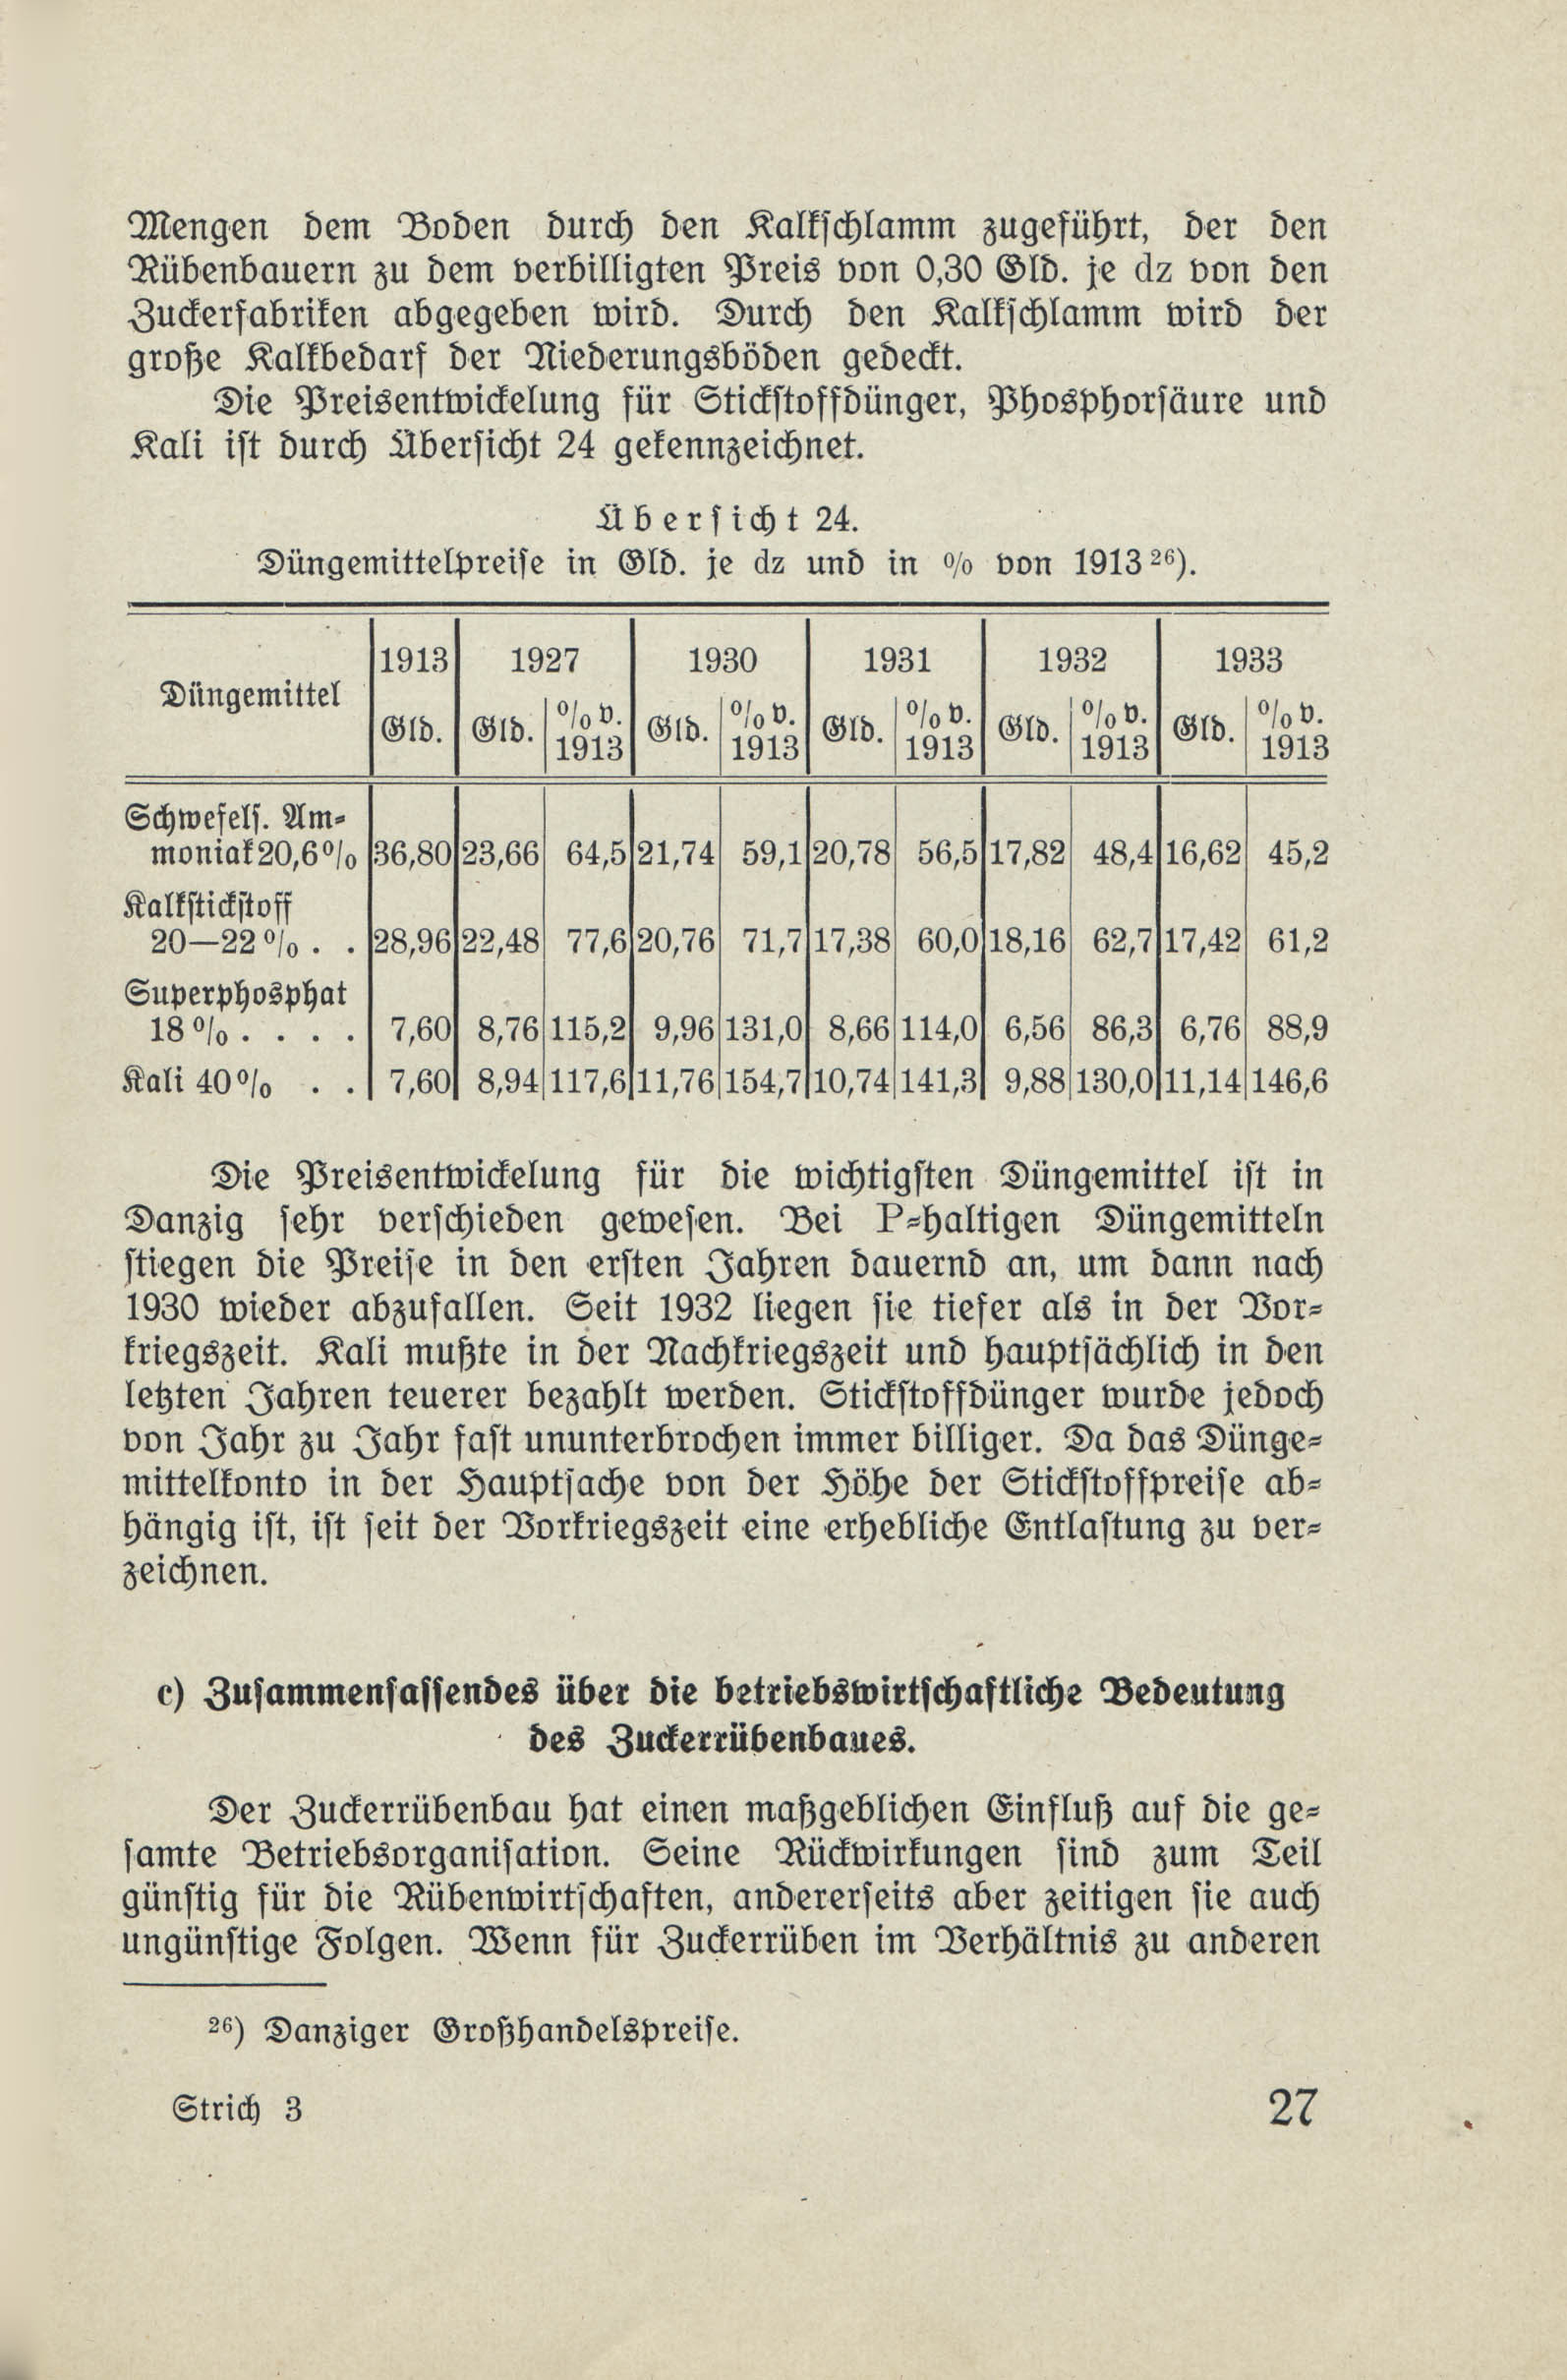 Mengen dem Boden durch den Kalkschlamm zugeführt, der den
Rübenbauern zu dem verbilligten Preis von 0,30 Gld. je dz von den
Zuckerfabriken abgegeben wird. Durch den Kalkschlamm wird der
große Kalkbedarf der Niederungsböden gedeckt.
Die Preisentwickelung für Stickstoffdünger, Phosphorsäure und
Kali ist durch Übersicht 24 gekennzeichnet.
Übersicht 24.
Düngemittelpreise in Gld. je dz und in % von 1913 26).
Düngemittel 1913 1927 1930 1931 1932 1933
Gld. Gld. % v. 1913 Gld. % v. 1913 Gld. % v. 1913 Gld. % v. 1913 Gld. % v. 1913
Schwefels. Am-
moniak 20,6% 36,80 23,66 64,5 21,74 59,1 20,78 56,5 17,82 48,4 16,62 45,2
Kalkstickstoff
20—22% . . 28,96 22,48 77,6 20,76 71,7 17,38 60,0 18,16 62,7 17,42 61,2
Superphosphat
18% . . . . 7,60 8,76 115,2 9,96 131,0 8,66 114,0 6,56 86,3 6,76 88,9
Kali 40% . . 7,60 8,94 117,6 11,76 154,7 10,74 141,3 9,88 130,0 11,14 146,6
Die Preisentwickelung für die wichtigsten Düngemittel ist in
Danzig sehr verschieden gewesen. Bei P-haltigen Düngemitteln
stiegen die Preise in den ersten Jahren dauernd an, um dann nach
1930 wieder abzufallen. Seit 1932 liegen sie tiefer als in der Vor-
kriegszeit. Kali mußte in der Nachkriegszeit und hauptsächlich in den
letzten Jahren teuerer bezahlt werden. Stickstoffdünger wurde jedoch
von Jahr zu Jahr fast ununterbrochen immer billiger. Da das Dünge-
mittelkonto in der Hauptsache von der Höhe der Stickstoffpreise ab-
hängig ist, ist seit der Vorkriegszeit eine erhebliche Entlastung zu ver-
zeichnen.
c) Zusammenfassendes über die betriebswirtschaftliche Bedeutung
des Zuckerrübenbaues.
Der Zuckerrübenbau hat einen maßgeblichen Einfluß auf die ge-
samte Betriebsorganisation. Seine Rückwirkungen sind zum Teil
günstig für die Rübenwirtschaften, andererseits aber zeitigen sie auch
ungünstige Folgen. Wenn für Zuckerrüben im Verhältnis zu anderen
26) Danziger Großhandelspreise.
Strich 3 27